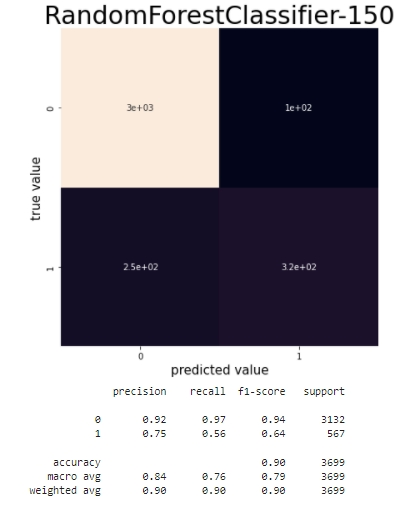 RandomForestClassifier-150
0
3e+03
1e+02
true value
1
2.5e+02
3.2e+02
0 1
predicted value
precision recall f1-score support
0 0.92 0.97 0.94 3132
1 0.75 0.56 0.64 567
accuracy 0.90 3699
macro avg 0.84 0.76 0.79 3699
weighted avg 0.90 0.90 0.90 3699